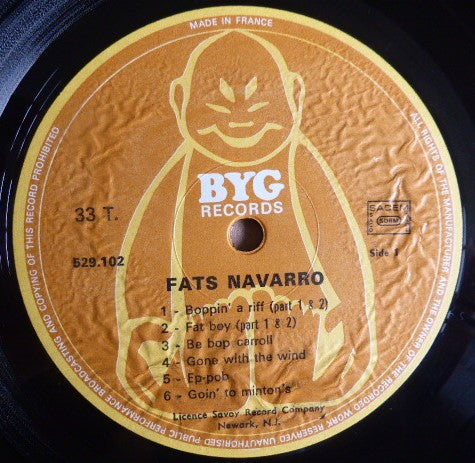 MADE IN FRANCE
ALL RIGHTS OF THE MANUFACTURER AND THE OWNER OF THE RECORDED WORK RESERVED UNAUTHORISED PUBLIC PERFORMANCE BROADCASTING AND COPYING OF THIS RECORD PROHIBITED
BYG
RECORDS
33 T.
SACEM
529.102
Side 1
FATS NAVARRO
1 - Boppin' a riff (part 1 & 2)
2 - Fat boy (part 1 & 2)
3 - Be bop carroll
4 - Gone with the wind
5 - Ep-pob
6 - Goin' to minton's
Licence Savoy Record Company
Newark, N.J.